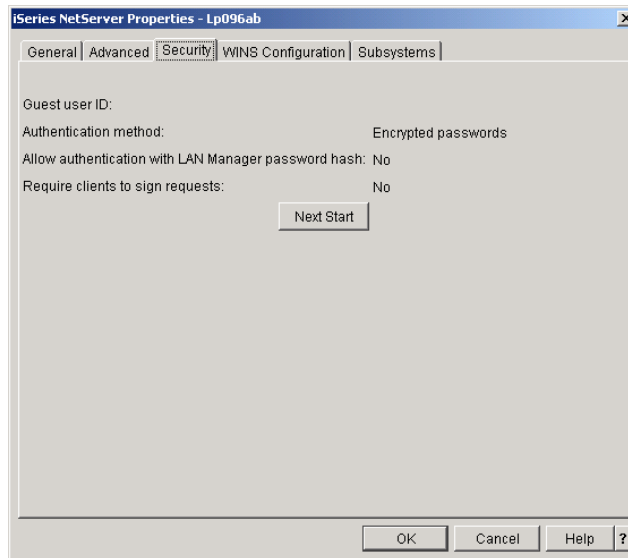 iSeries NetServer Properties - Lp096ab
General Advanced Security WINS Configuration Subsystems
Guest user ID:
Authentication method: Encrypted passwords
Allow authentication with LAN Manager password hash: No
Require clients to sign requests: No
Next Start
OK Cancel Help ?